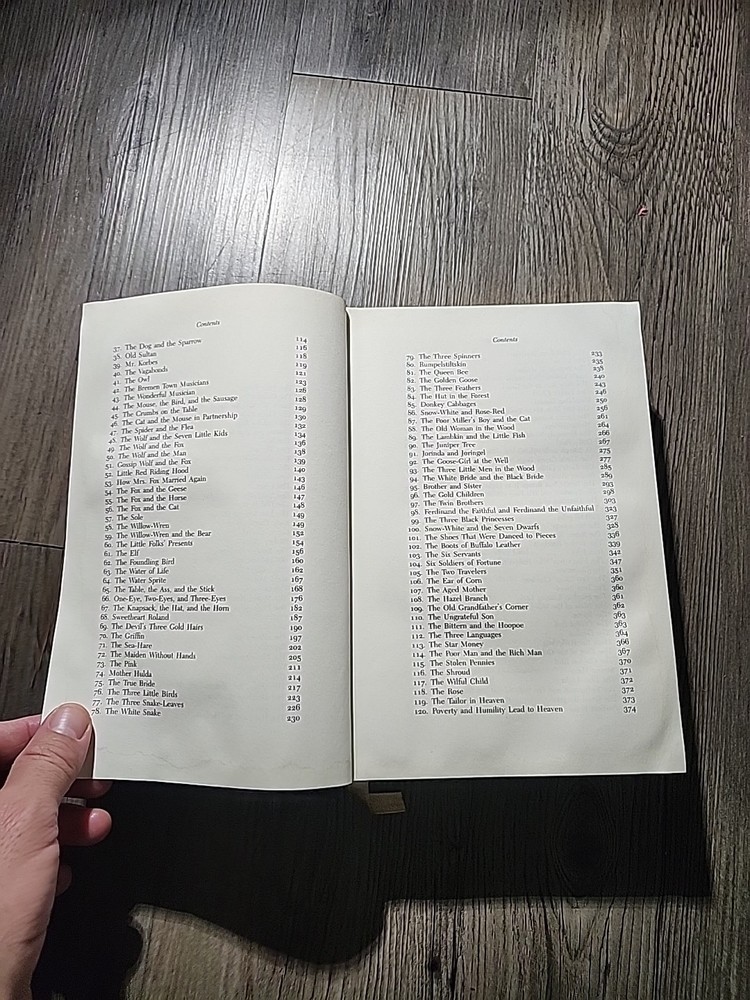 Contents
37. The Dog and the Sparrow 114
38. Old Sultan 116
39. Mr. Korbes 118
40. The Vagabonds 119
41. The Owl 121
42. The Bremen Town Musicians 123
43. The Wonderful Musician 126
44. The Mouse, the Bird, and the Sausage 128
45. The Crumbs on the Table 129
46. The Cat and the Mouse in Partnership 130
47. The Spider and the Flea 132
48. The Wolf and the Seven Little Kids 134
49. The Wolf and the Fox 136
50. The Wolf and the Man 138
51. Gossip Wolf and the Fox 139
52. Little Red Riding Hood 140
53. How Mrs. Fox Married Again 143
54. The Fox and the Geese 146
55. The Fox and the Horse 147
56. The Fox and the Cat 148
57. The Sole 149
58. The Willow-Wren 149
59. The Willow-Wren and the Bear 152
60. The Little Folks' Presents 154
61. The Elf 156
62. The Foundling Bird 160
63. The Water of Life 162
64. The Water Sprite 167
65. The Table, the Ass, and the Stick 168
66. One-Eye, Two-Eyes, and Three-Eyes 176
67. The Knapsack, the Hat, and the Horn 182
68. Sweetheart Roland 187
69. The Devil's Three Gold Hairs 190
70. The Griffin 197
71. The Sea-Hare 202
72. The Maiden Without Hands 205
73. The Pink 211
74. Mother Hulda 214
75. The True Bride 217
76. The Three Little Birds 223
77. The Three Snake-Leaves 226
78. The White Snake 230
Contents
79. The Three Spinners 233
80. Rumpelstiltskin 235
81. The Queen Bee 238
82. The Golden Goose 240
83. The Three Feathers 243
84. The Hut in the Forest 246
85. Donkey Cabbages 250
86. Snow-White and Rose-Red 256
87. The Poor Miller's Boy and the Cat 261
88. The Old Woman in the Wood 264
89. The Lambkin and the Little Fish 266
90. The Juniper Tree 267
91. Jorinda and Joringel 275
92. The Goose-Girl at the Well 277
93. The Three Little Men in the Wood 285
94. The White Bride and the Black Bride 289
95. Brother and Sister 293
96. The Gold Children 298
97. The Twin Brothers 303
98. Ferdinand the Faithful and Ferdinand the Unfaithful 323
99. The Three Black Princesses 327
100. Snow-White and the Seven Dwarfs 328
101. The Shoes That Were Danced to Pieces 336
102. The Boots of Buffalo Leather 339
103. The Six Servants 342
104. Six Soldiers of Fortune 347
105. The Two Travelers 351
106. The Ear of Corn 360
107. The Aged Mother 360
108. The Hazel Branch 361
109. The Old Grandfather's Corner 362
110. The Ungrateful Son 363
111. The Bittern and the Hoopoe 363
112. The Three Languages 364
113. The Star Money 366
114. The Poor Man and the Rich Man 367
115. The Stolen Pennies 370
116. The Shroud 371
117. The Wilful Child 372
118. The Rose 372
119. The Tailor in Heaven 373
120. Poverty and Humility Lead to Heaven 374